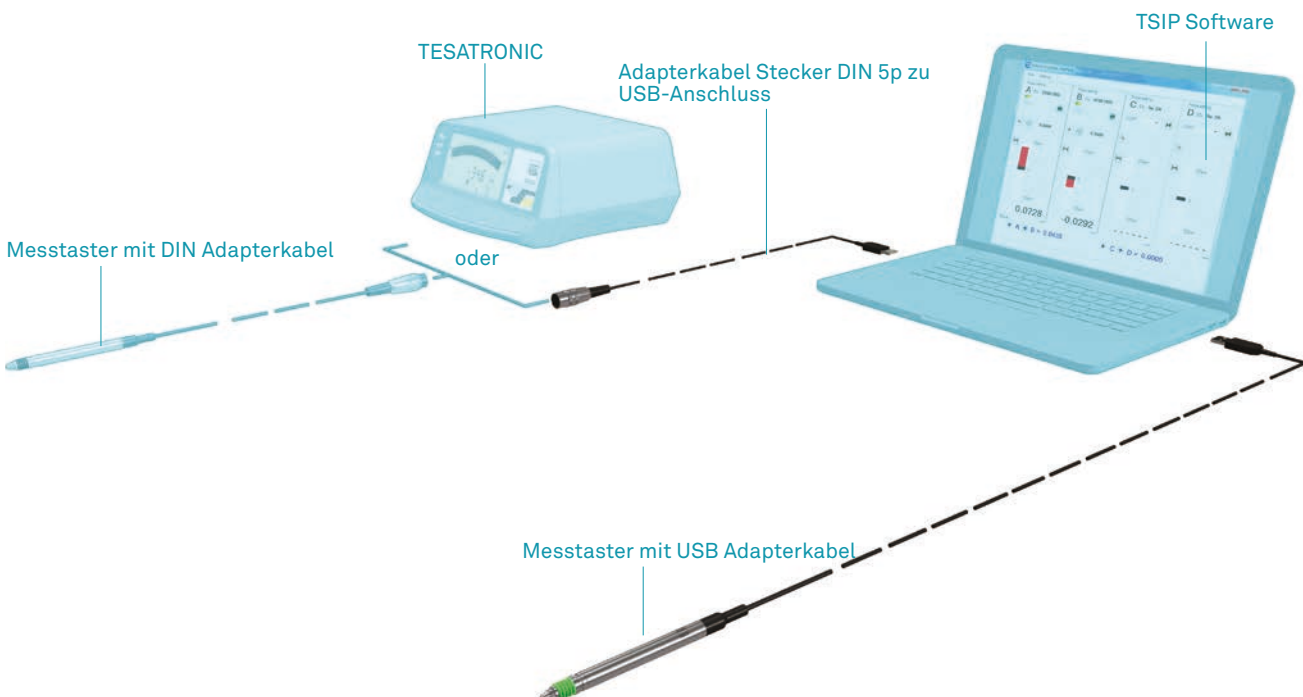 TSIP Software
TESATRONIC
Adapterkabel Stecker DIN 5p zu
USB-Anschluss
Messtaster mit DIN Adapterkabel
oder
A
B
C
D
0.0728
-0.0292
Messtaster mit USB Adapterkabel